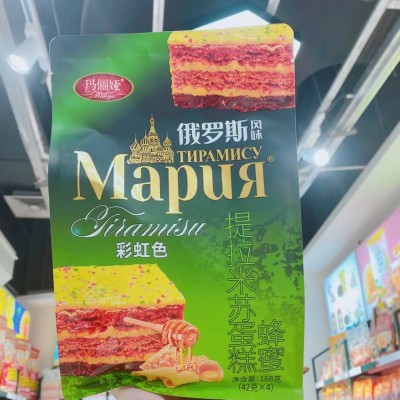 玛圆娅
俄罗斯风味
ТИРАМИСУ
Мария®
Tiramisu
彩虹色
提拉米苏蛋糕
蜂蜜
净含量:168克
(42克×4)